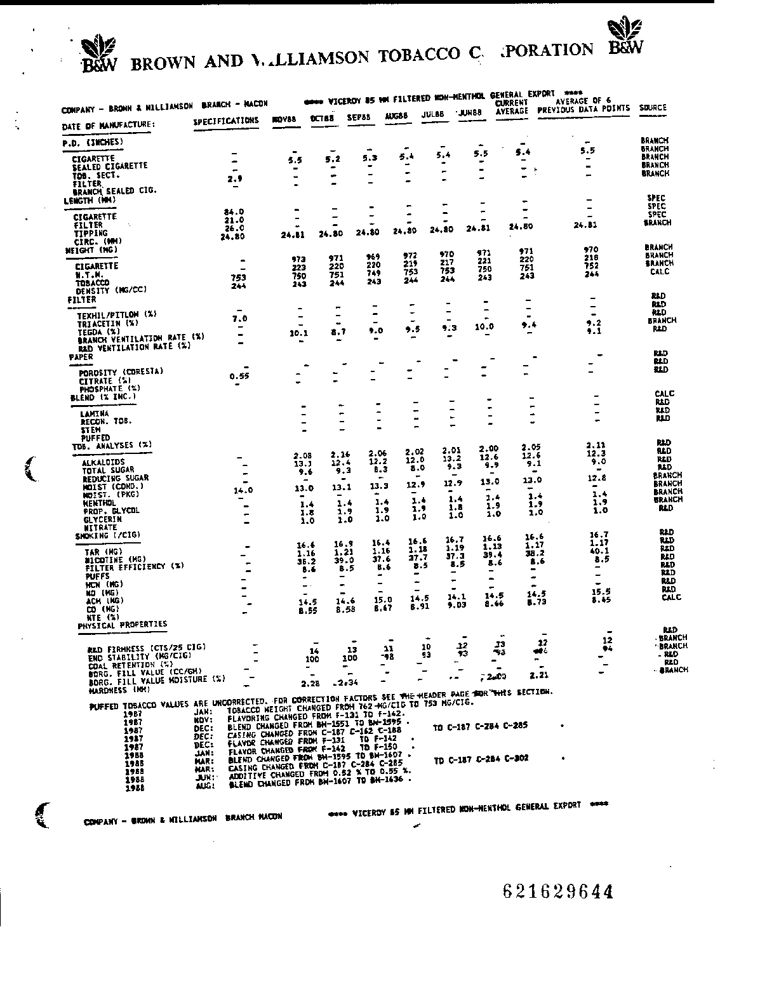 B&W BROWN AND WILLIAMSON TOBACCO CORPORATION B&W
COMPANY - BROWN & WILLIAMSON BRANCH - MACON **** VICEROY 85 MM FILTERED NON-MENTHOL GENERAL EXPORT ****
CURRENT AVERAGE OF 6
DATE OF MANUFACTURE: SPECIFICATIONS NOV88 OCT88 SEP88 AUG88 JUL88 JUN88 AVERAGE PREVIOUS DATA POINTS SOURCE
P.D. (INCHES)
CIGARETTE - - - - - - - - - BRANCH
SEALED CIGARETTE - 5.5 5.2 5.3 5.4 5.4 5.5 5.4 5.5 BRANCH
TOB. SECT. - - - - - - - - - BRANCH
FILTER 2.9 - - - - - - - - BRANCH
BRANCH SEALED CIG. -
LENGTH (MM)
CIGARETTE 84.0 - - - - - - - - SPEC
FILTER 21.0 - - - - - - - - SPEC
TIPPING 26.0 - - - - - - - - SPEC
CIRC. (MM) 24.80 24.81 24.80 24.80 24.80 24.80 24.81 24.80 24.81 BRANCH
WEIGHT (MG)
CIGARETTE - 973 971 969 972 970 971 971 970 BRANCH
N.T.M. - 223 220 220 219 217 221 220 218 BRANCH
TOBACCO 753 750 751 749 753 753 750 751 752 BRANCH
DENSITY (MG/CC) 244 243 244 243 244 244 243 243 244 CALC
FILTER
TEXHIL/PITLOW (%) - - - - - - - - - R&D
TRIACETIN (%) 7.0 - - - - - - - - R&D
TEGDA (%) - - - - - - - - - R&D
BRANCH VENTILATION RATE (%) - 10.1 8.7 9.0 9.5 9.3 10.0 9.4 9.2 BRANCH
R&D VENTILATION RATE (%) - - - - - - - - 9.1 R&D
PAPER
POROSITY (CORESTA) - - - - - - - - - R&D
CITRATE (%) 0.55 - - - - - - - - R&D
PHOSPHATE (%) - - - - - - - - - R&D
BLEND (% INC.)
LAMINA - - - - - - - - CALC
RECON. TOB. - - - - - - - - R&D
STEM - - - - - - - - R&D
PUFFED - - - - - - - - R&D
TOB. ANALYSES (%)
ALKALOIDS - 2.08 2.16 2.06 2.02 2.01 2.00 2.05 2.11 R&D
TOTAL SUGAR - 13.1 12.4 12.2 12.0 13.2 12.6 12.6 12.3 R&D
REDUCING SUGAR - 9.6 9.3 8.3 8.0 9.3 9.9 9.1 9.0 R&D
MOIST (COND.) - - - - - - - - - R&D
MOIST. (PKG) 14.0 13.0 13.1 13.3 12.9 12.9 13.0 13.0 12.8 BRANCH
MENTHOL - - - - - - - - - BRANCH
PROP. GLYCOL - 1.4 1.4 1.4 1.4 1.4 1.4 1.4 1.4 BRANCH
GLYCERIN - 1.8 1.9 1.9 1.9 1.8 1.9 1.9 1.9 BRANCH
NITRATE 1.0 1.0 1.0 1.0 1.0 1.0 1.0 1.0 R&D
SMOKING (/CIG)
TAR (MG) - 16.6 16.9 16.4 16.6 16.7 16.6 16.6 16.7 R&D
NICOTINE (MG) - 1.16 1.21 1.16 1.18 1.19 1.13 1.17 1.17 R&D
FILTER EFFICIENCY (%) - 38.2 39.0 37.6 37.7 37.3 39.4 38.2 40.1 R&D
PUFFS - 8.6 8.5 8.6 8.5 8.5 8.6 8.6 8.5 R&D
HCN (MG) - - - - - - - - - R&D
NO (MG) - - - - - - - - - R&D
ACH (MG) - - - - - - - - - R&D
CO (MG) - 14.5 14.6 15.0 14.5 14.1 14.5 14.5 15.5 R&D
NTE (%) - 8.55 8.58 8.67 8.91 9.03 8.66 8.73 8.45 CALC
PHYSICAL PROPERTIES
R&D FIRMNESS (CTS/25 CIG) - - - - - - - - - R&D
END STABILITY (MG/CIG) - 14 13 11 10 12 13 12 12 BRANCH
COAL RETENTION (%) - 100 100 98 93 93 93 94 R&D
BORG. FILL VALUE (CC/GM) - - - - - - - - - R&D
BORG. FILL VALUE MOISTURE (%) - - - - - - - - - R&D
HARDNESS (MM) - 2.28 2.34 - - - 2.21 - BRANCH
PUFFED TOBACCO VALUES ARE UNCORRECTED. FOR CORRECTION FACTORS SEE THE HEADER PAGE FOR THIS SECTION.
1987 JAN: TOBACCO WEIGHT CHANGED FROM 762 MG/CIG TO 753 MG/CIG.
1987 NOV: FLAVORING CHANGED FROM F-131 TO F-142.
1987 DEC: BLEND CHANGED FROM BH-1551 TO BH-1595 .
1987 DEC: CASING CHANGED FROM C-187 C-162 C-188 TO C-187 C-284 C-285 .
1987 DEC: FLAVOR CHANGED FROM F-131 TO F-142 .
1988 JAN: FLAVOR CHANGED FROM F-142 TO F-150 .
1988 MAR: BLEND CHANGED FROM BH-1595 TO BH-1607 .
1988 MAR: CASING CHANGED FROM C-187 C-284 C-285 TO C-187 C-284 C-302 .
1988 JUN: ADDITIVE CHANGED FROM 0.52 % TO 0.55 %.
1988 AUG: BLEND CHANGED FROM BH-1607 TO BH-1636 .
COMPANY - BROWN & WILLIAMSON BRANCH MACON **** VICEROY 85 MM FILTERED NON-MENTHOL GENERAL EXPORT ****
621629644